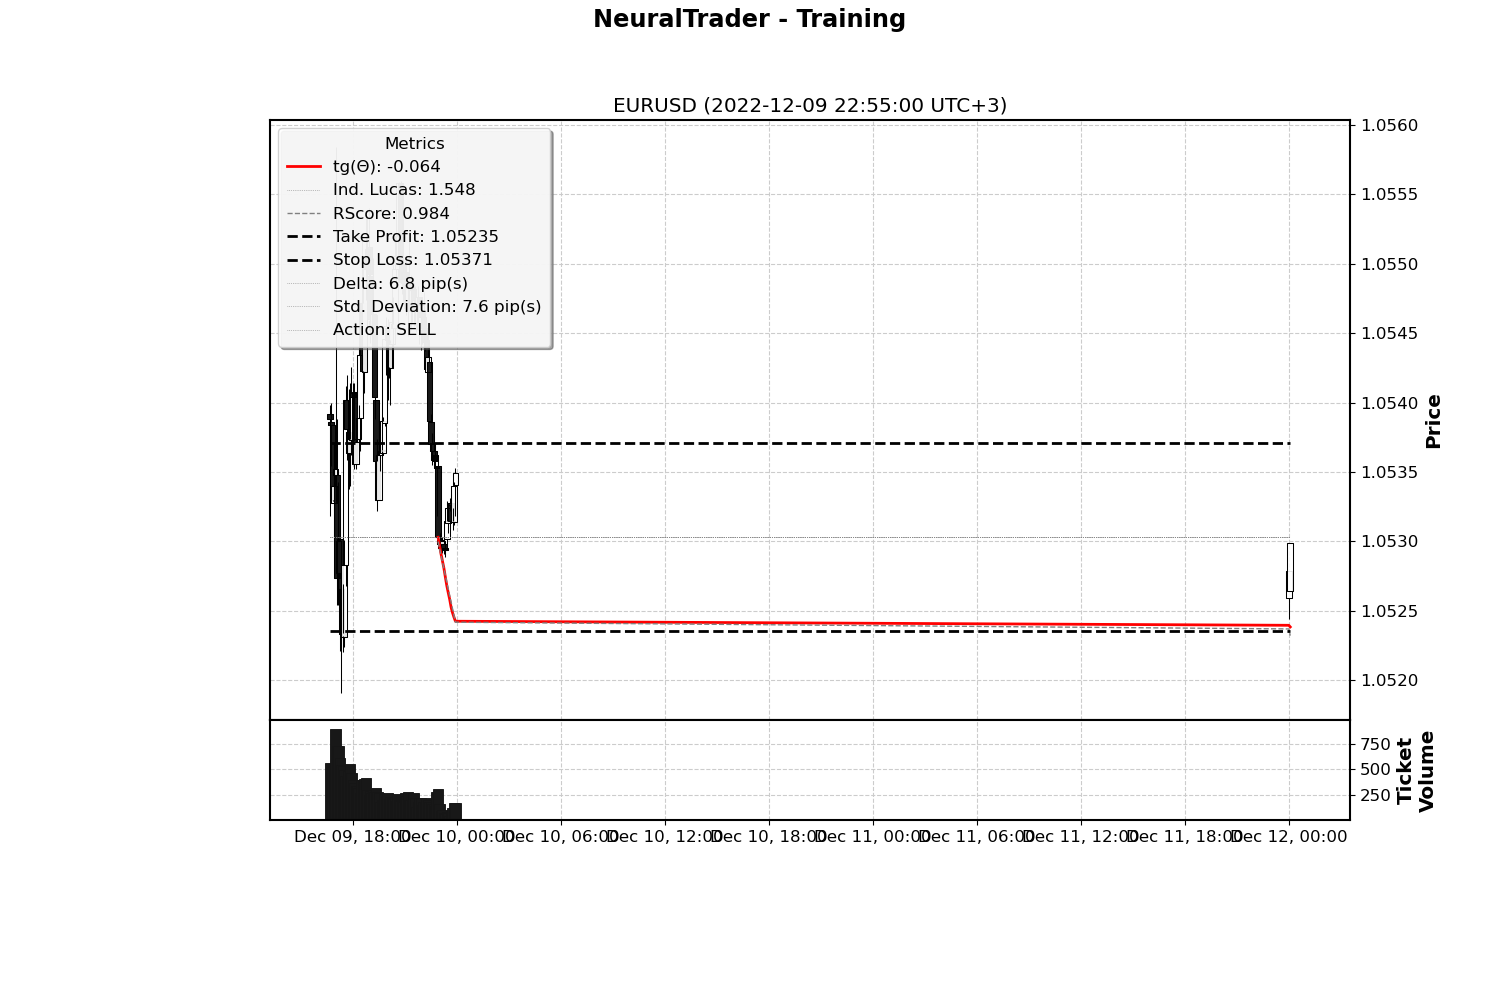 NeuralTrader - Training
EURUSD (2022-12-09 22:55:00 UTC+3)
Metrics
tg(Θ): -0.064
Ind. Lucas: 1.548
RScore: 0.984
Take Profit: 1.05235
Stop Loss: 1.05371
Delta: 6.8 pip(s)
Std. Deviation: 7.6 pip(s)
Action: SELL
1.0560
1.0555
1.0550
1.0545
1.0540
1.0535
1.0530
1.0525
1.0520
Price
750
500
250
Ticket
Volume
Dec 09, 18:00
Dec 10, 00:00
Dec 10, 06:00
Dec 10, 12:00
Dec 10, 18:00
Dec 11, 00:00
Dec 11, 06:00
Dec 11, 12:00
Dec 11, 18:00
Dec 12, 00:00